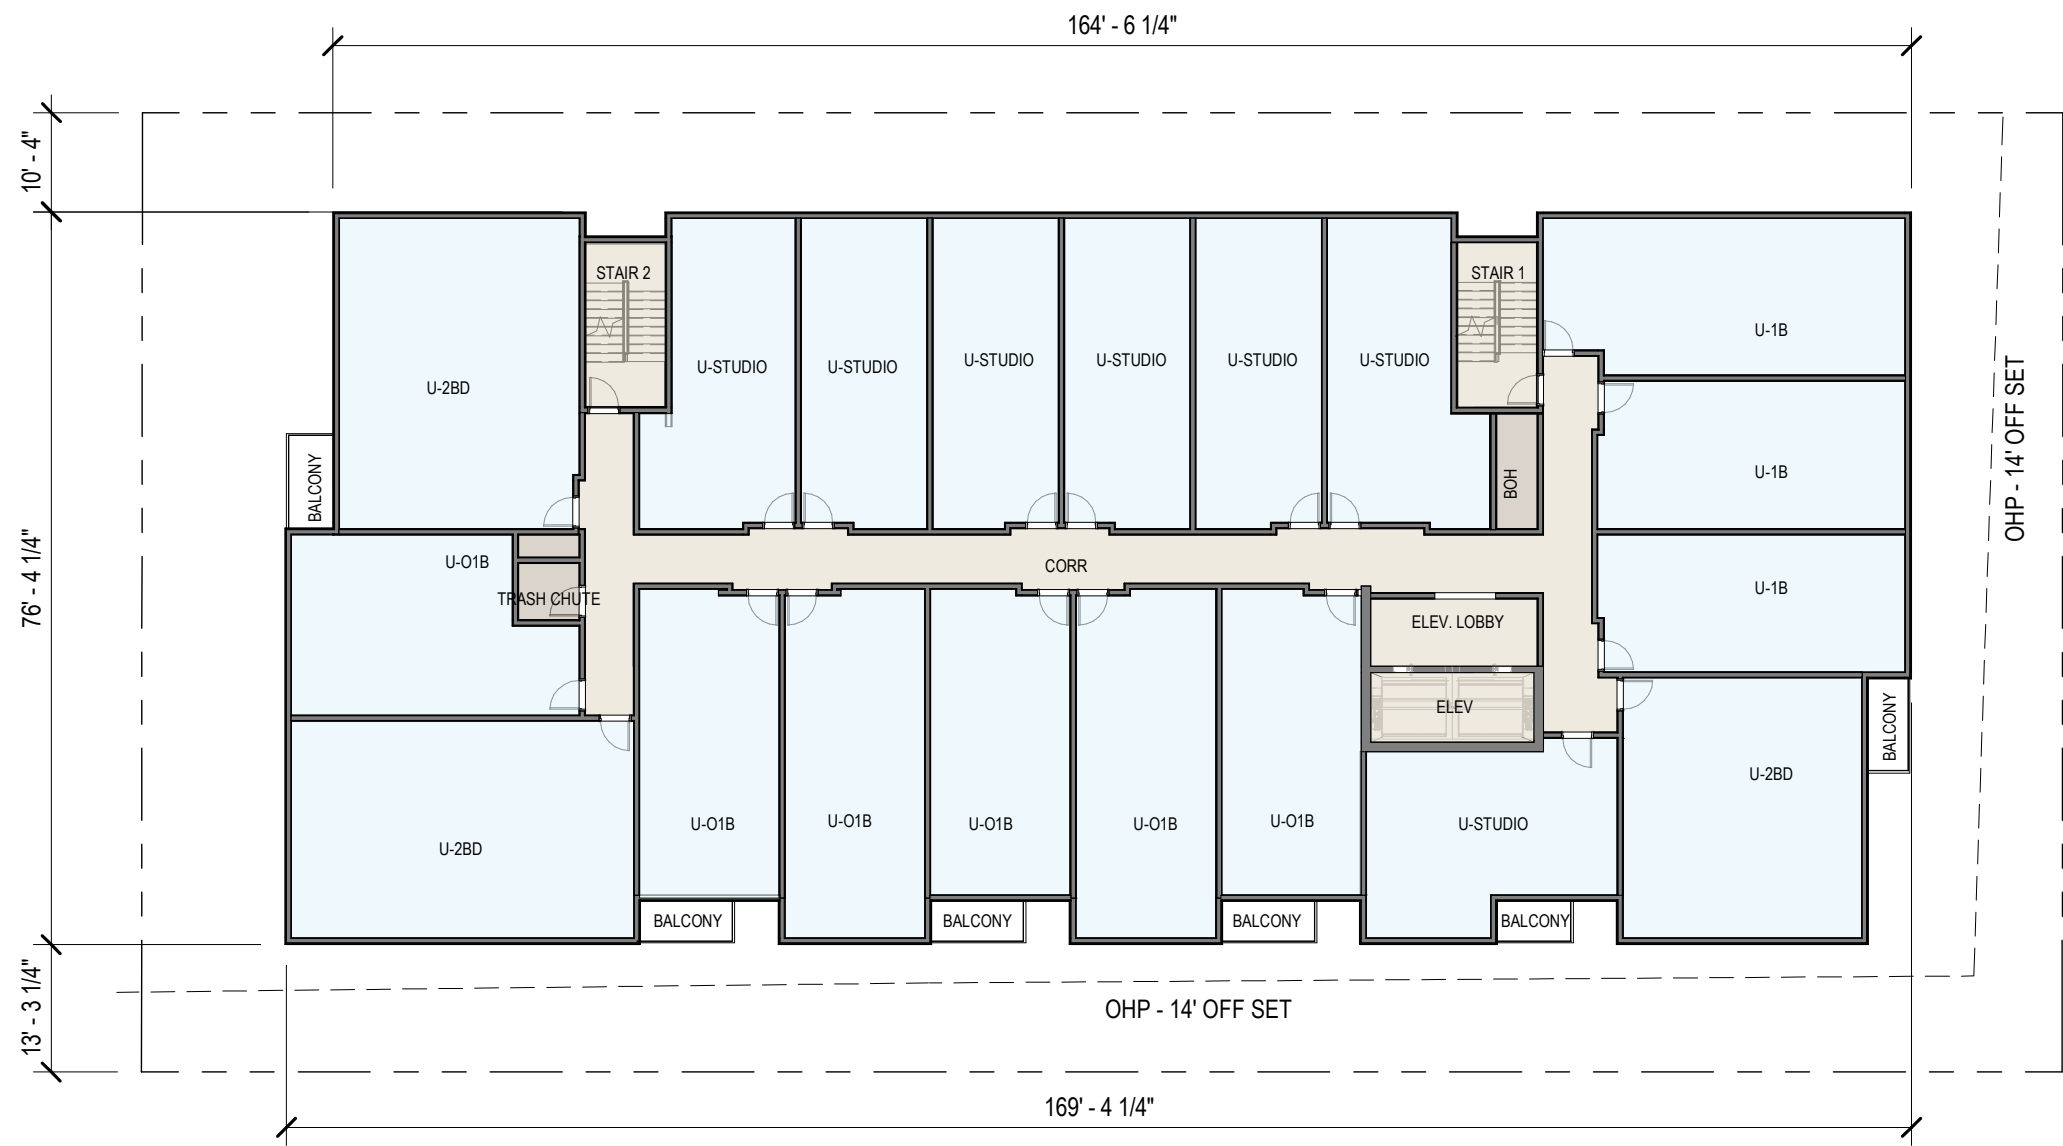 164' - 6 1/4"
10' - 4"
STAIR 2
STAIR 1
U-1B
U-STUDIO
U-STUDIO
U-STUDIO
U-STUDIO
U-STUDIO
U-STUDIO
U-2BD
OHP - 14' OFF SET
BALCONY
BOH
U-1B
76' - 4 1/4"
U-O1B
CORR
U-1B
TRASH CHUTE
ELEV. LOBBY
ELEV
BALCONY
U-2BD
U-O1B
U-O1B
U-O1B
U-O1B
U-O1B
U-STUDIO
U-2BD
BALCONY
BALCONY
BALCONY
BALCONY
13' - 3 1/4"
OHP - 14' OFF SET
169' - 4 1/4"